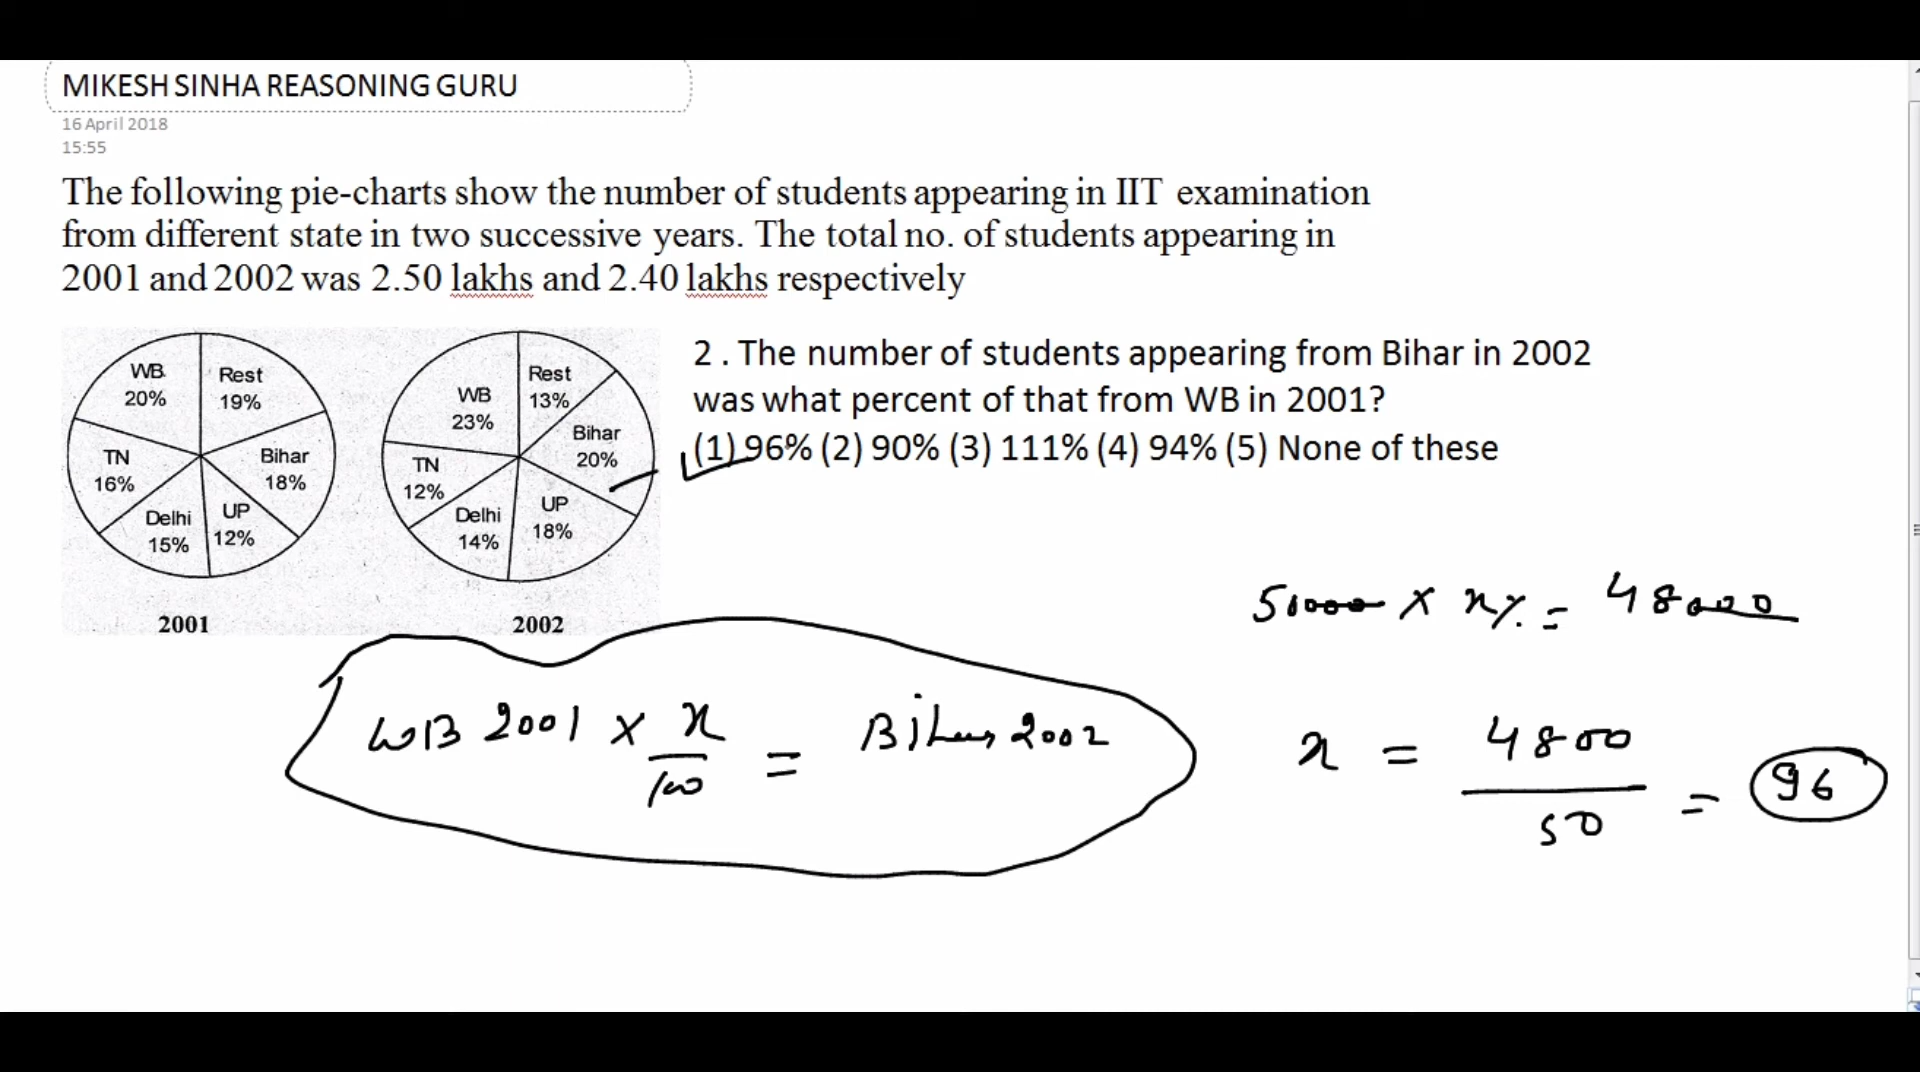 MIKESH SINHA REASONING GURU
16 April 2018
15:55
The following pie-charts show the number of students appearing in IIT examination
from different state in two successive years. The total no. of students appearing in
2001 and 2002 was 2.50 lakhs and 2.40 lakhs respectively
WB
20%
Rest
19%
TN
16%
Bihar
18%
Delhi
15%
UP
12%
2001
WB
23%
Rest
13%
Bihar
20%
TN
12%
Delhi
14%
UP
18%
2002
2 . The number of students appearing from Bihar in 2002
was what percent of that from WB in 2001?
(1) 96% (2) 90% (3) 111% (4) 94% (5) None of these
50000 x x% = 48000
WB 2001 x x/100 = Bihar 2002
x = 4800/50 = 96